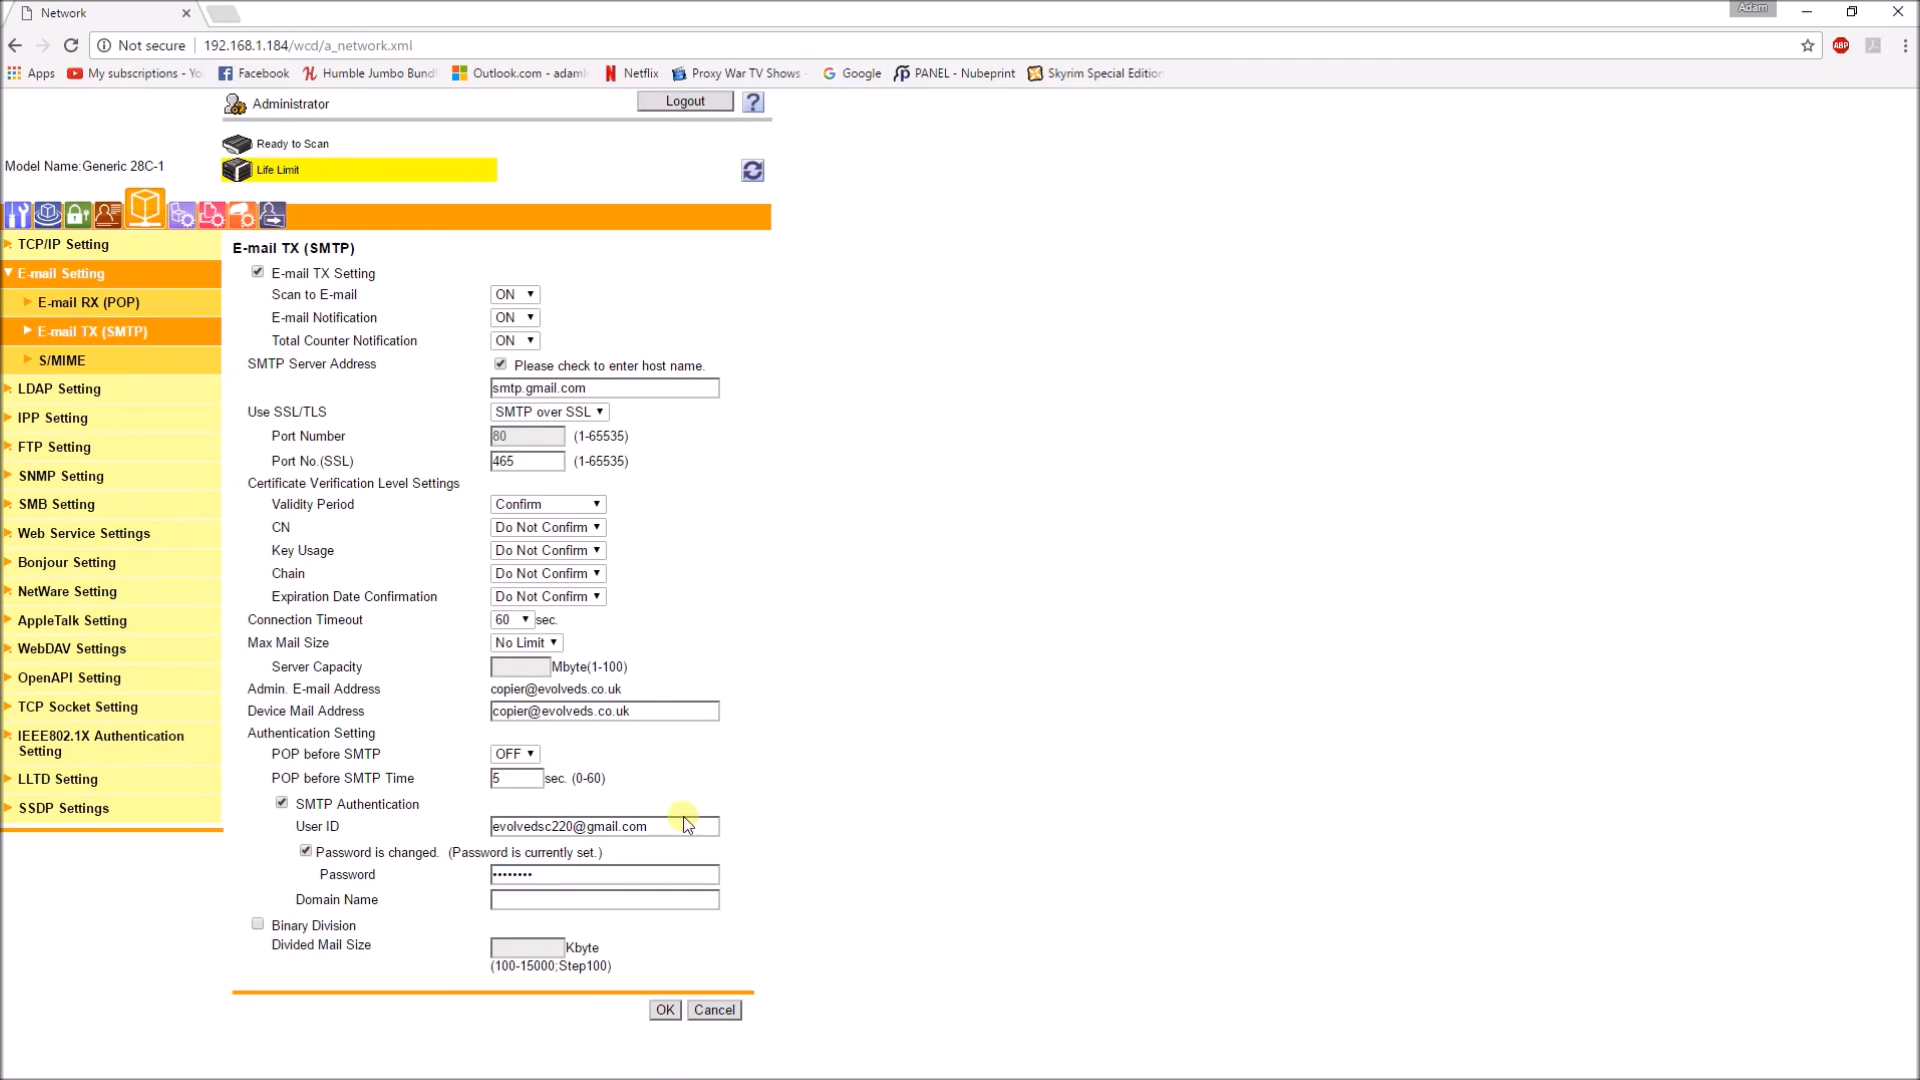 Network
Adam
Not secure 192.168.1.184/wcd/a_network.xml
ABP
Apps My subscriptions - Yo Facebook Humble Jumbo Bundl Outlook.com - adaml Netflix Proxy War TV Shows - Google PANEL - Nubeprint Skyrim Special Edition
Administrator Logout ?
Ready to Scan
Model Name:Generic 28C-1
Life Limit
TCP/IP Setting
E-mail Setting
E-mail RX (POP)
E-mail TX (SMTP)
S/MIME
LDAP Setting
IPP Setting
FTP Setting
SNMP Setting
SMB Setting
Web Service Settings
Bonjour Setting
NetWare Setting
AppleTalk Setting
WebDAV Settings
OpenAPI Setting
TCP Socket Setting
IEEE802.1X Authentication
Setting
LLTD Setting
SSDP Settings
E-mail TX (SMTP)
E-mail TX Setting
Scan to E-mail ON
E-mail Notification ON
Total Counter Notification ON
SMTP Server Address Please check to enter host name.
smtp.gmail.com
Use SSL/TLS SMTP over SSL
Port Number 80 (1-65535)
Port No.(SSL) 465 (1-65535)
Certificate Verification Level Settings
Validity Period Confirm
CN Do Not Confirm
Key Usage Do Not Confirm
Chain Do Not Confirm
Expiration Date Confirmation Do Not Confirm
Connection Timeout 60 sec.
Max Mail Size No Limit
Server Capacity Mbyte(1-100)
Admin. E-mail Address copier@evolveds.co.uk
Device Mail Address copier@evolveds.co.uk
Authentication Setting
POP before SMTP OFF
POP before SMTP Time 5 sec. (0-60)
SMTP Authentication
User ID evolvedsc220@gmail.com
Password is changed. (Password is currently set.)
Password ••••••••
Domain Name
Binary Division
Divided Mail Size Kbyte
(100-15000;Step100)
OK Cancel